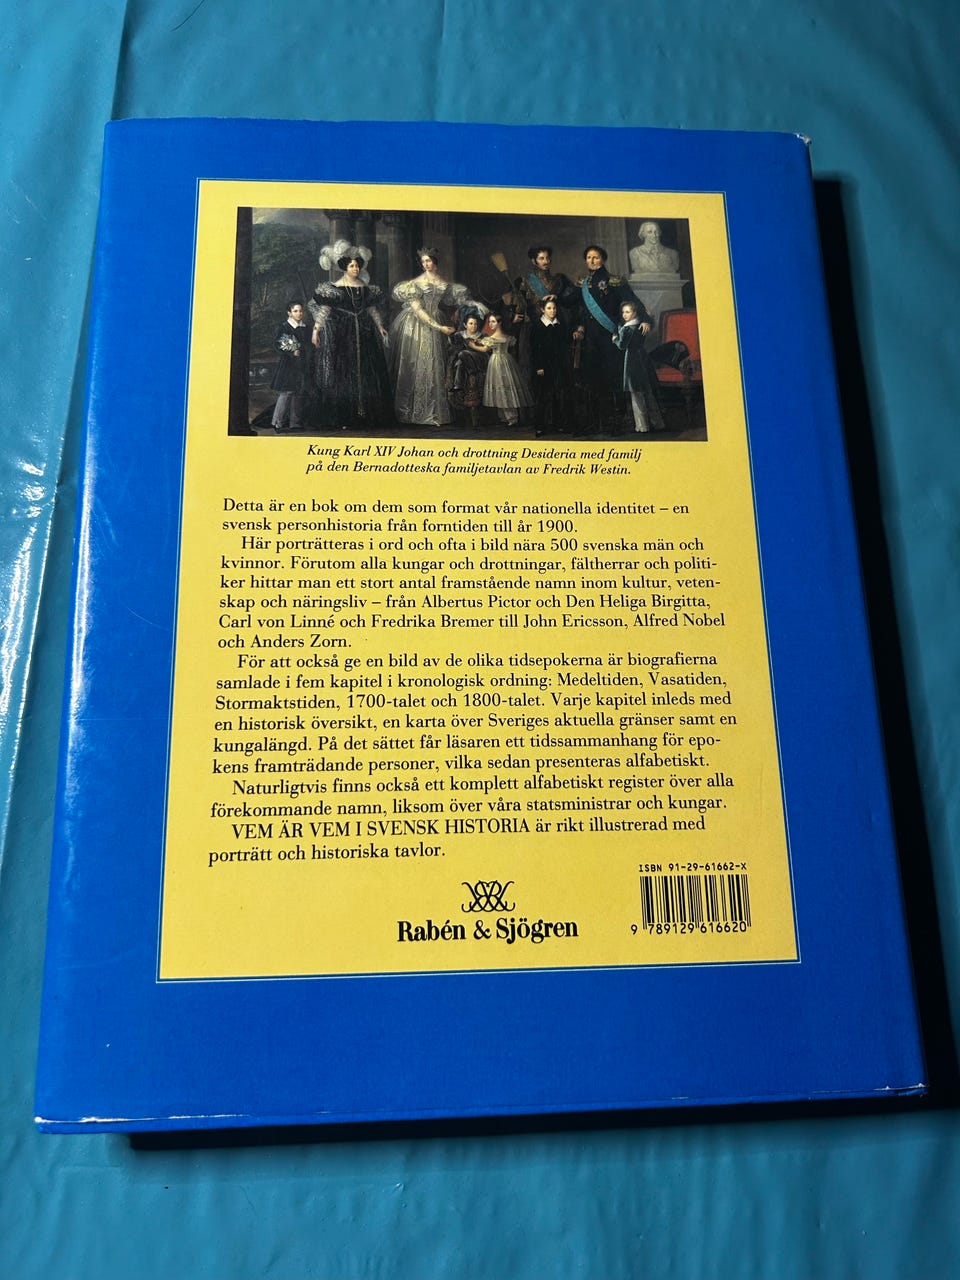 Kung Karl XIV Johan och drottning Desideria med familj
på den Bernadotteska familjetavlan av Fredrik Westin.
Detta är en bok om dem som format vår nationella identitet – en
svensk personhistoria från forntiden till år 1900.
Här porträtteras i ord och ofta i bild nära 500 svenska män och
kvinnor. Förutom alla kungar och drottningar, fältherrar och politi-
ker hittar man ett stort antal framstående namn inom kultur, veten-
skap och näringsliv – från Albertus Pictor och Den Heliga Birgitta,
Carl von Linné och Fredrika Bremer till John Ericsson, Alfred Nobel
och Anders Zorn.
För att också ge en bild av de olika tidsepokerna är biografierna
samlade i fem kapitel i kronologisk ordning: Medeltiden, Vasatiden,
Stormaktstiden, 1700-talet och 1800-talet. Varje kapitel inleds med
en historisk översikt, en karta över Sveriges aktuella gränser samt en
kungalängd. På det sättet får läsaren ett tidssammanhang för epo-
kens framträdande personer, vilka sedan presenteras alfabetiskt.
Naturligtvis finns också ett komplett alfabetiskt register över alla
förekommande namn, liksom över våra statsministrar och kungar.
VEM ÄR VEM I SVENSK HISTORIA är rikt illustrerad med
porträtt och historiska tavlor.
ISBN 91-29-61662-X
Rabén & Sjögren
9 789129 616620